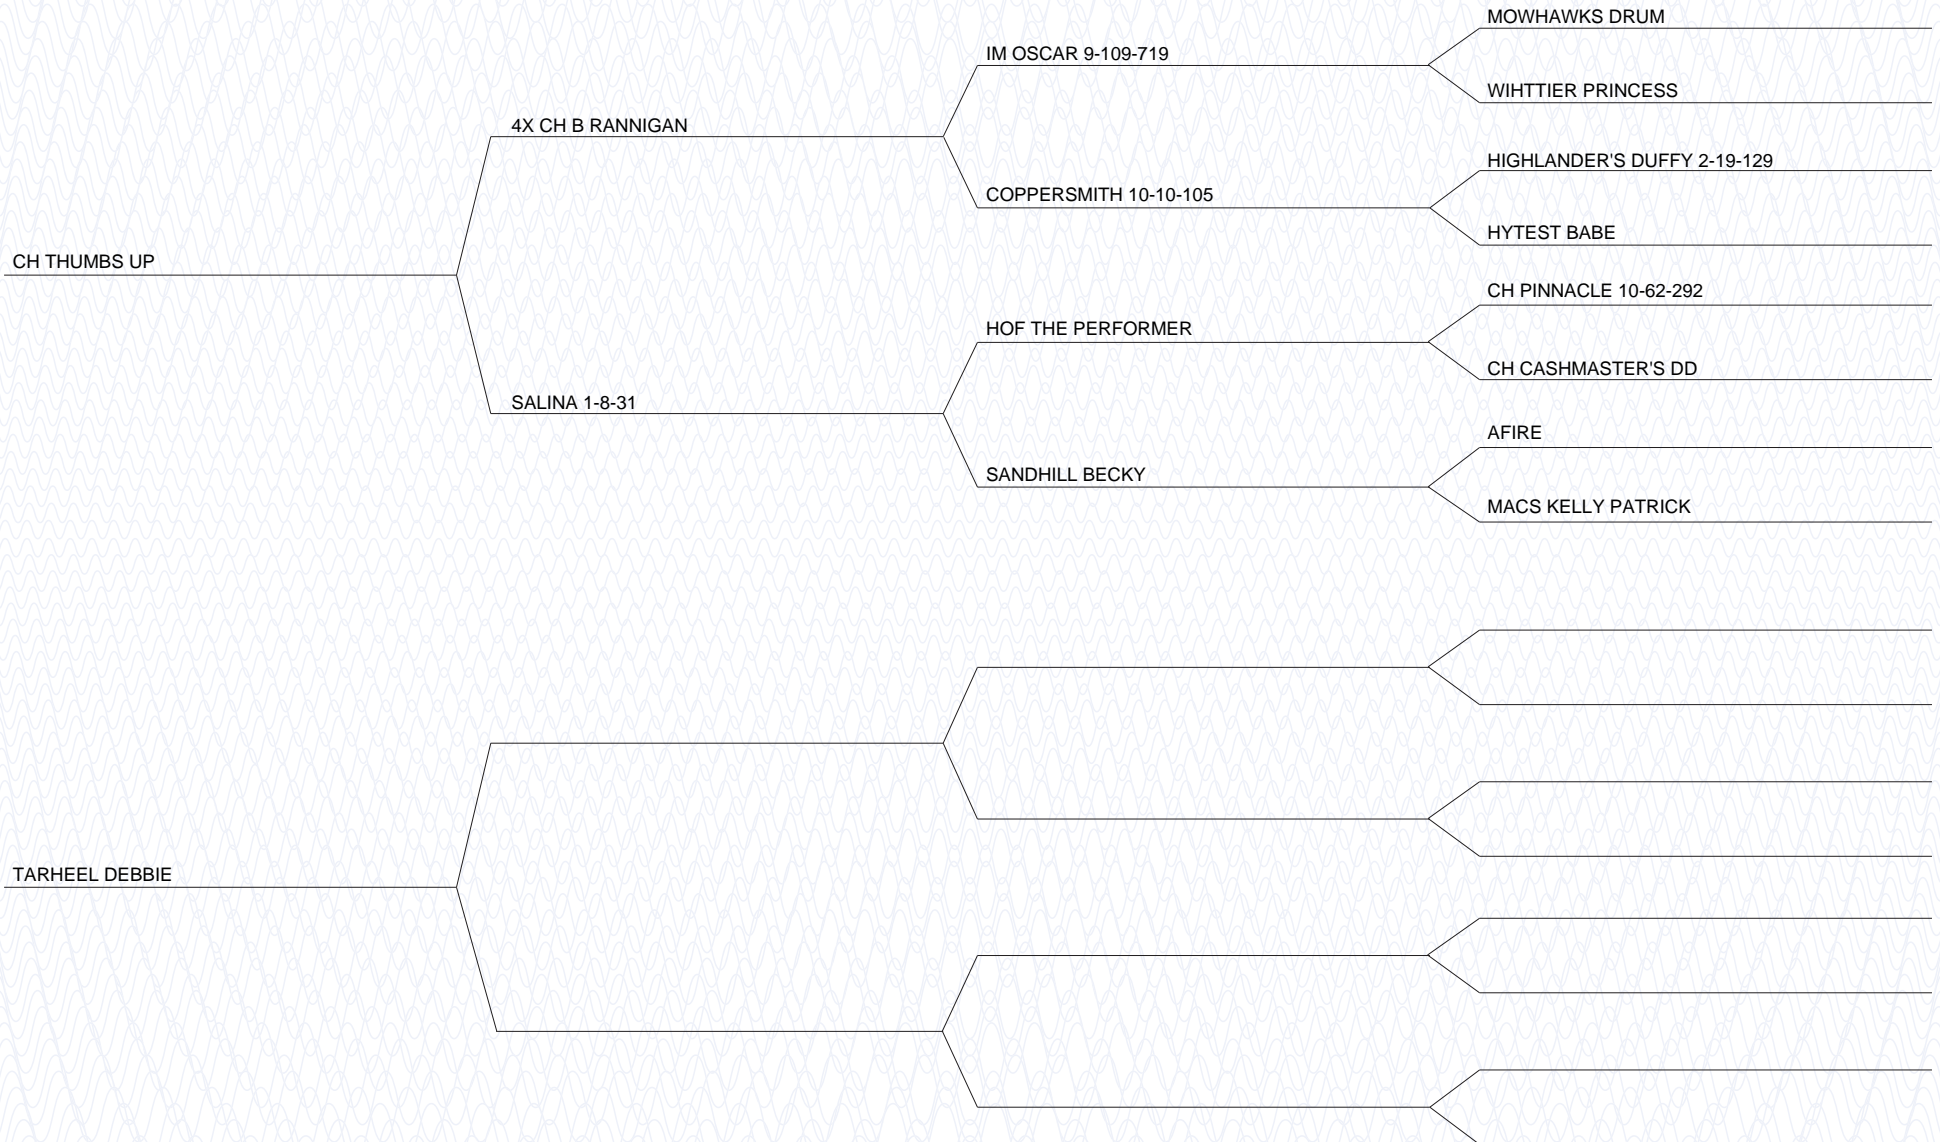 MOWHAWKS DRUM
IM OSCAR 9-109-719
WIHTTIER PRINCESS
4X CH B RANNIGAN
HIGHLANDER'S DUFFY 2-19-129
COPPERSMITH 10-10-105
HYTEST BABE
CH THUMBS UP
CH PINNACLE 10-62-292
HOF THE PERFORMER
CH CASHMASTER'S DD
SALINA 1-8-31
AFIRE
SANDHILL BECKY
MACS KELLY PATRICK
TARHEEL DEBBIE